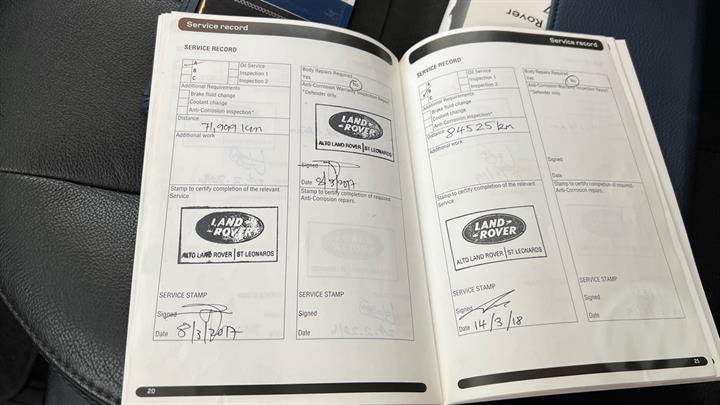 Rover
Service record
SERVICE RECORD
A
B
C
Oil Service
Inspection 1
Inspection 2
Additional Requirements
Brake fluid change
Coolant change
Anti-Corrosion inspection*
Distance
71,909 km
Additional work
Stamp to certify completion of the relevant
Service
LAND-
-ROVER
ALTO LAND ROVER | ST LEONARDS
SERVICE STAMP
Signed
Date 8/3/2017
20
Body Repairs Required
Yes No
Anti-Corrosion Warranty Inspection Report
*Defender only
LAND-
-ROVER
ALTO LAND ROVER | ST LEONARDS
Signed
Date 8/3/2017
Stamp to certify completion of required
Anti-Corrosion repairs.
Signed
Date
Service record
SERVICE RECORD
A
B
C
Oil Service
Inspection 1
Inspection 2
Additional Requirements
Brake fluid change
Coolant change
Anti-Corrosion inspection*
Distance
84525 km
Additional work
Stamp to certify completion of the relevant
Service
LAND-
-ROVER
ALTO LAND ROVER | ST LEONARDS
SERVICE STAMP
Signed
Date 14/3/18
Body Repairs Required
Yes No
Anti-Corrosion Warranty Inspection Report
*Defender only
Signed
Date
Stamp to certify completion of required
Anti-Corrosion repairs.
Signed
Date
21